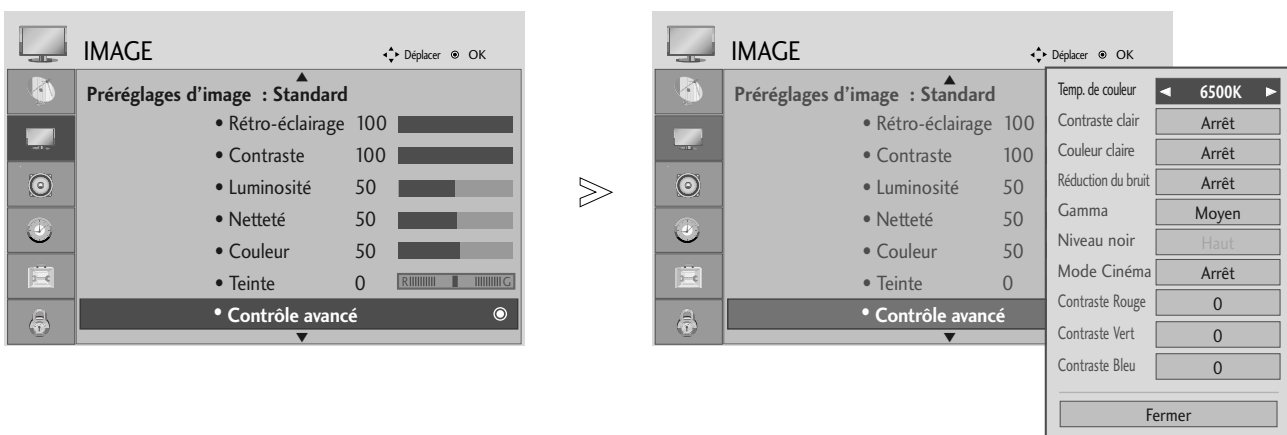 IMAGE
Déplacer OK
Préréglages d'image : Standard
• Rétro-éclairage 100
• Contraste 100
• Luminosité 50
• Netteté 50
• Couleur 50
• Teinte 0 R G
• Contrôle avancé
IMAGE
Déplacer OK
Préréglages d'image : Standard
• Rétro-éclairage 100
• Contraste 100
• Luminosité 50
• Netteté 50
• Couleur 50
• Teinte 0
• Contrôle avancé
Temp. de couleur 6500K
Contraste clair Arrêt
Couleur claire Arrêt
Réduction du bruit Arrêt
Gamma Moyen
Niveau noir Haut
Mode Cinéma Arrêt
Contraste Rouge 0
Contraste Vert 0
Contraste Bleu 0
Fermer